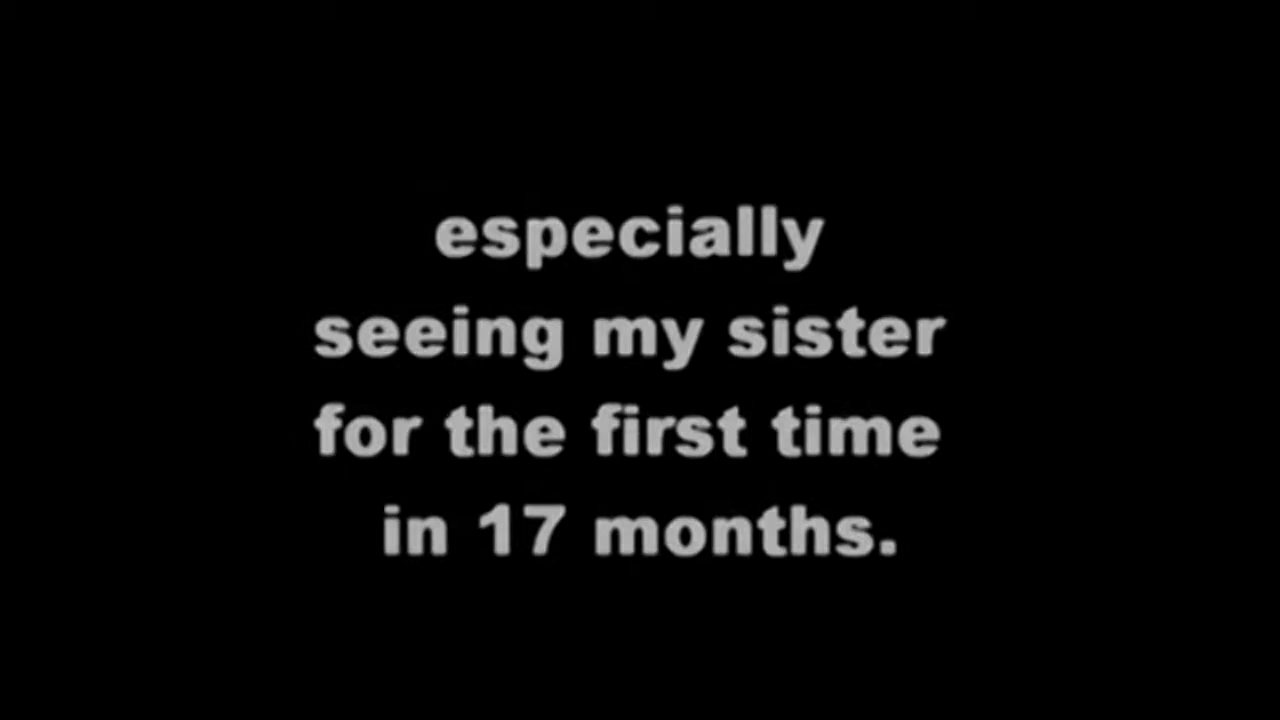 especially
seeing my sister
for the first time
in 17 months.